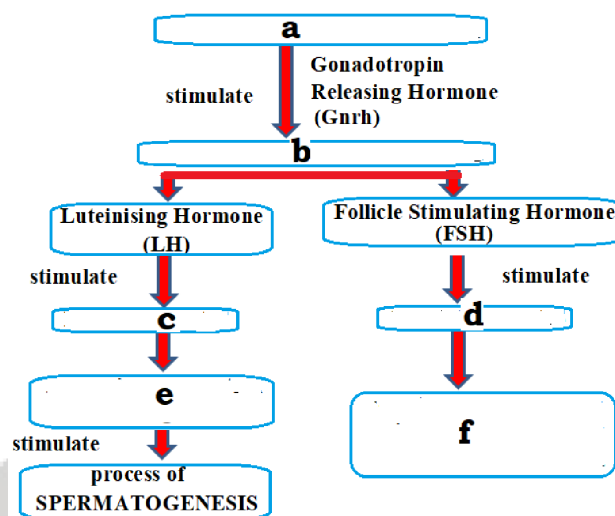 a
stimulate
Gonadotropin
Releasing Hormone
(Gnrh)
b
Luteinising Hormone
(LH)
Follicle Stimulating Hormone
(FSH)
stimulate
stimulate
c
d
e
f
stimulate
process of
SPERMATOGENESIS